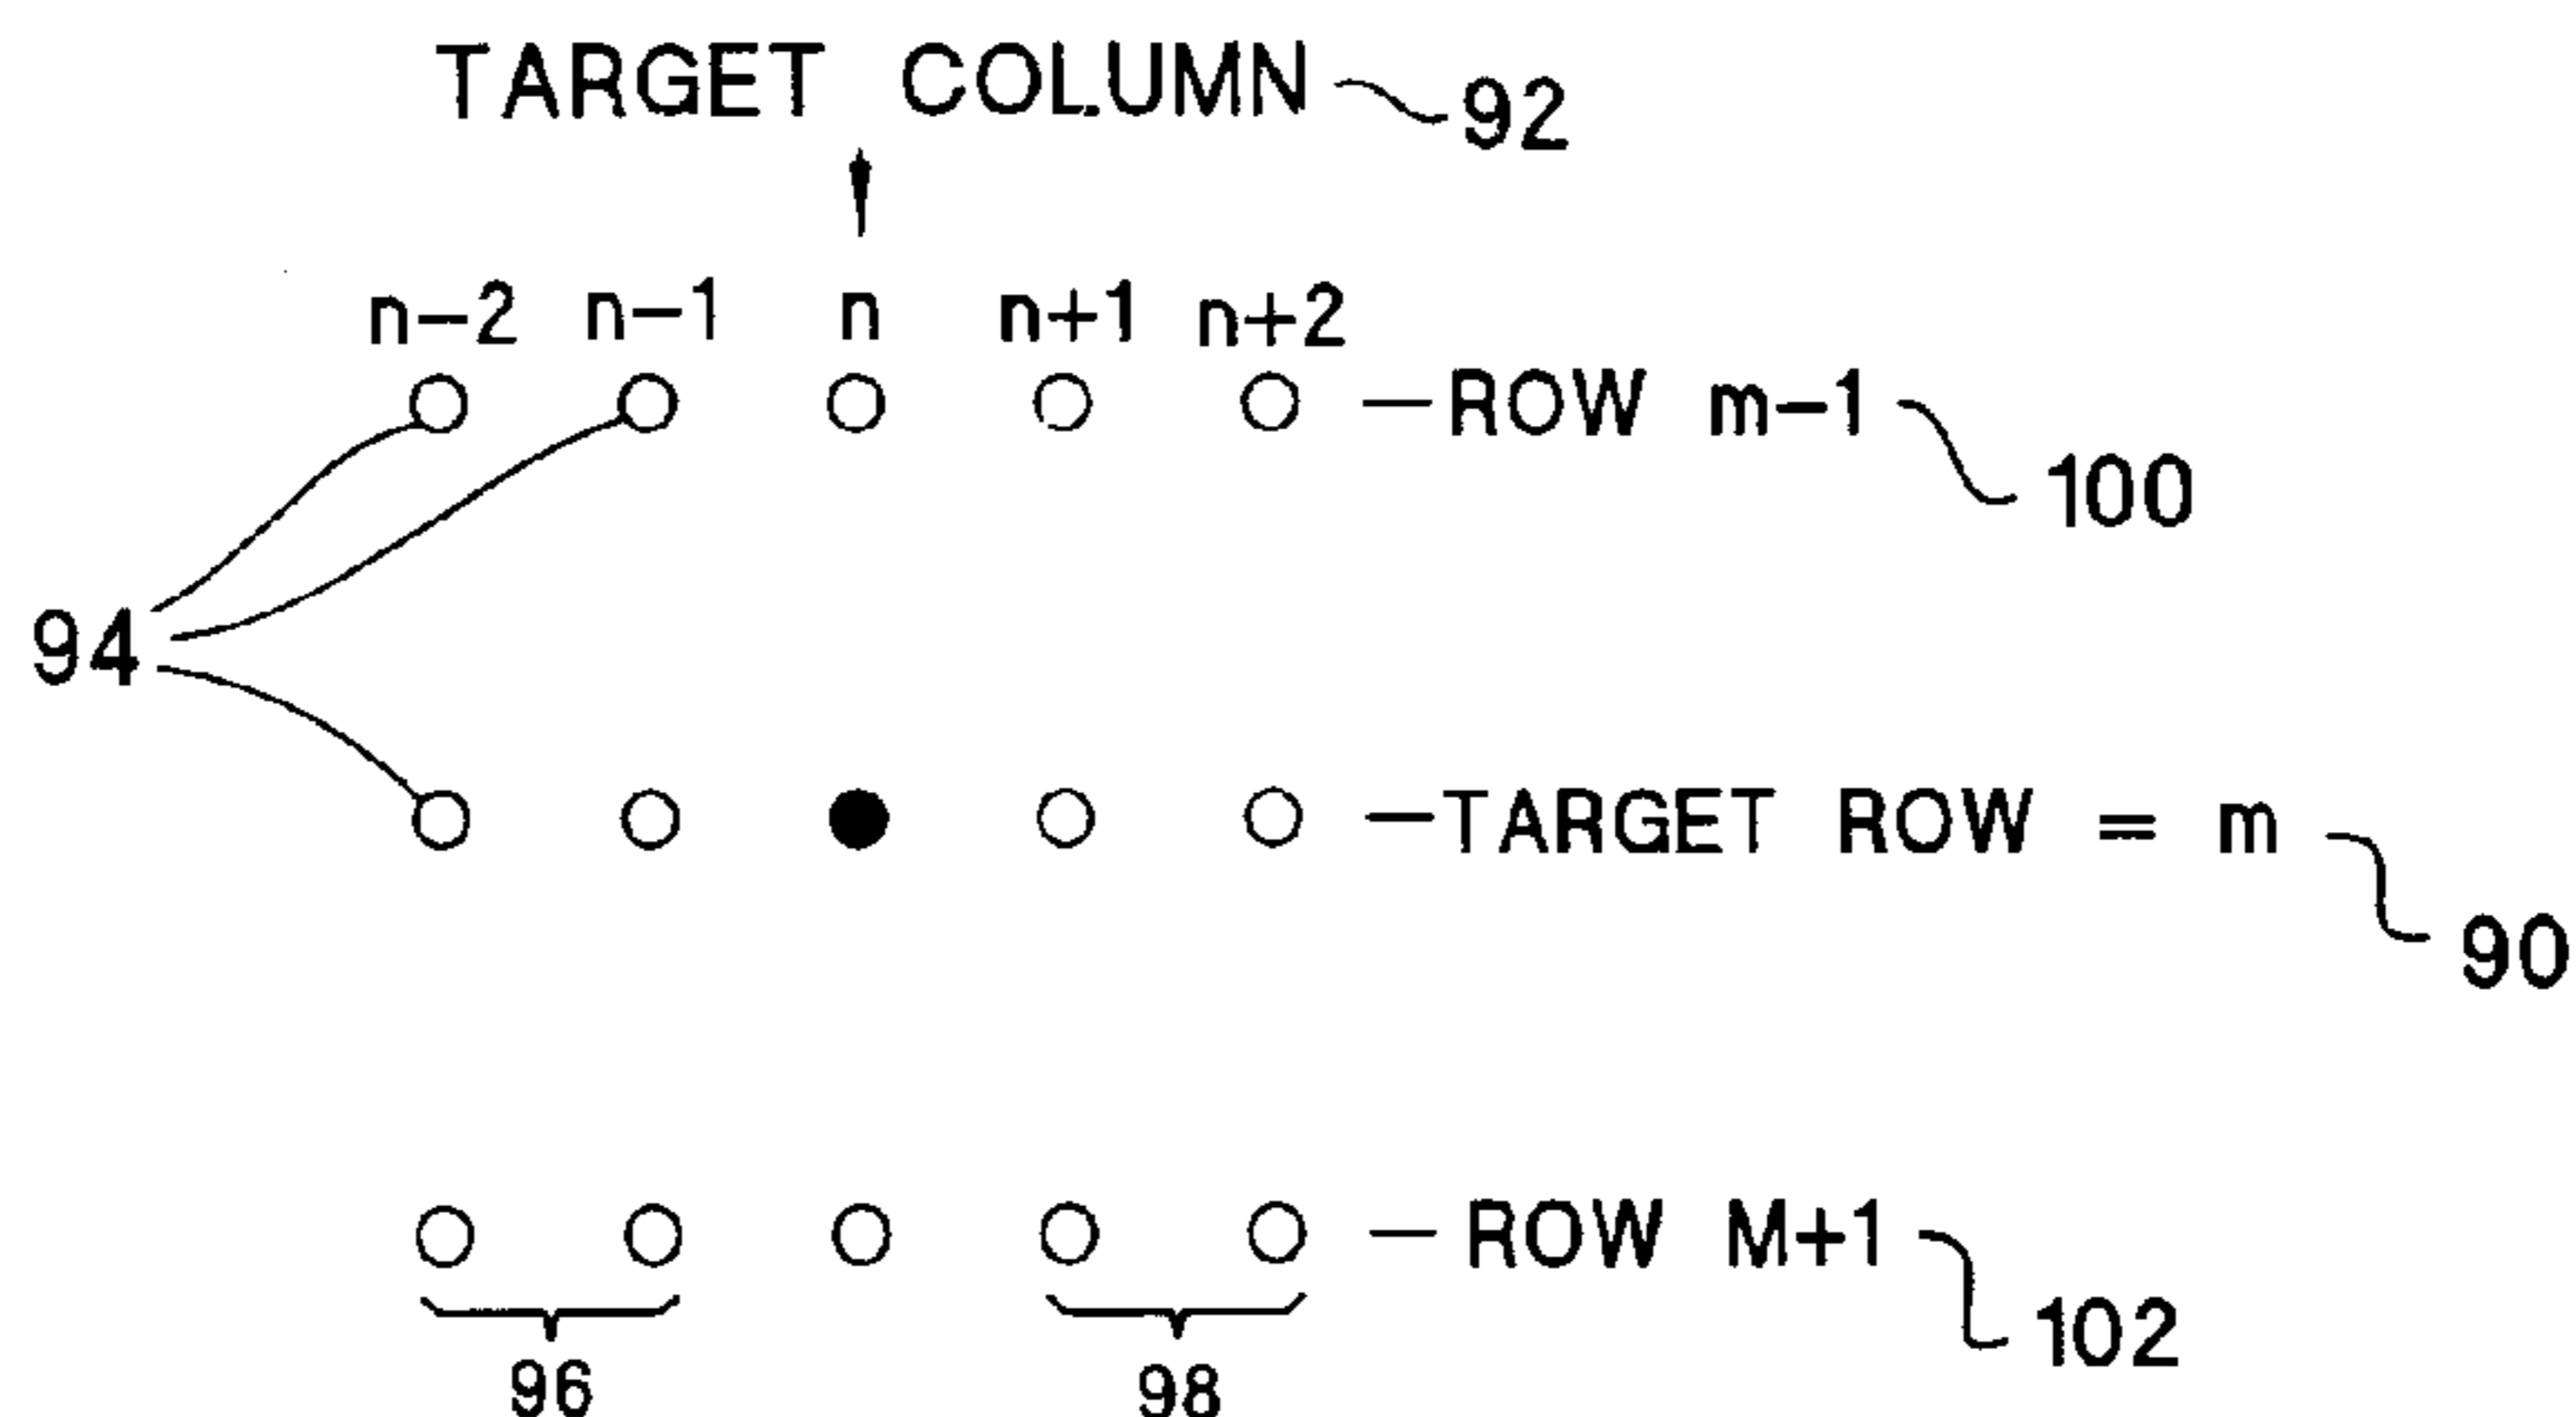 TARGET COLUMN 92
n-2 n-1 n n+1 n+2
ROW m-1
100
94
TARGET ROW = m
90
ROW M+1
102
96 98